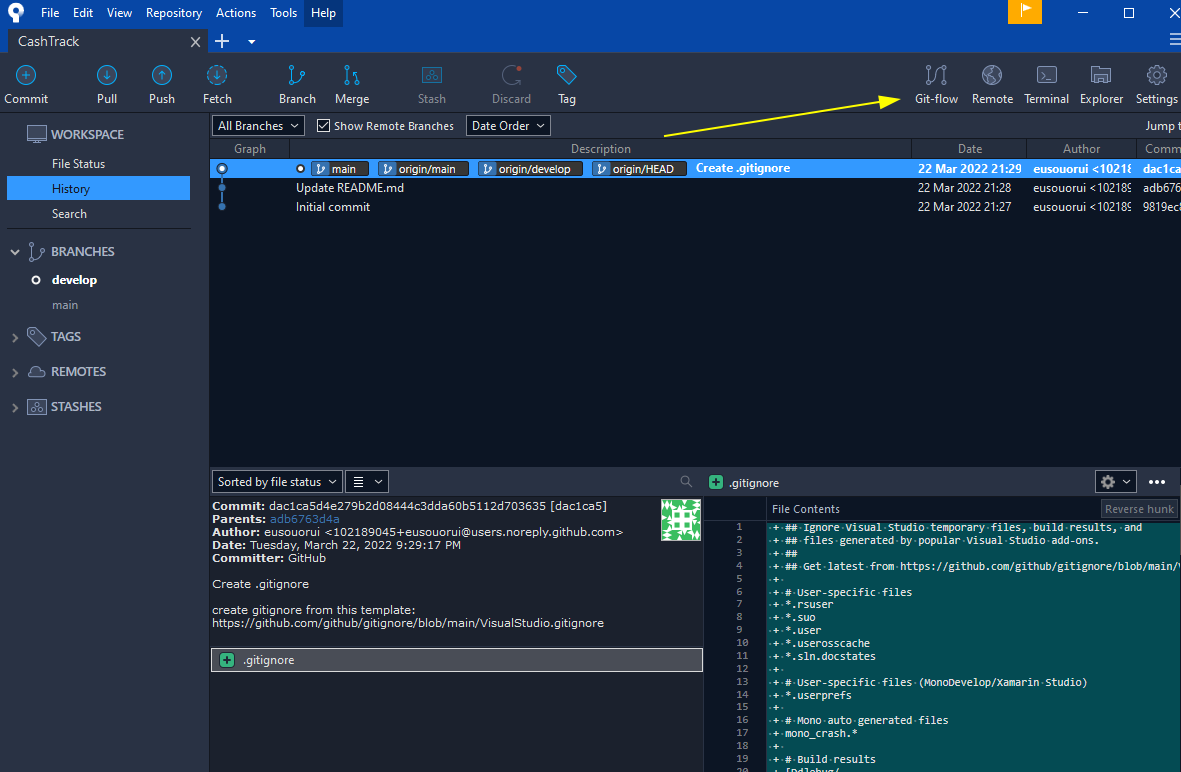 File Edit View Repository Actions Tools Help
CashTrack
Commit Pull Push Fetch Branch Merge Stash Discard Tag Git-flow Remote Terminal Explorer Settings
All Branches Show Remote Branches Date Order Jump t
WORKSPACE
File Status
History
Search
BRANCHES
develop
main
TAGS
REMOTES
STASHES
Graph Description Date Author Comm
main origin/main origin/develop origin/HEAD Create .gitignore 22 Mar 2022 21:29 eusouorui <10218 dac1ca
Update README.md 22 Mar 2022 21:28 eusouorui <102189 adb676
Initial commit 22 Mar 2022 21:27 eusouorui <102189 9819ec8
Sorted by file status
Commit: dac1ca5d4e279b2d08444c3dda60b5112d703635 [dac1ca5]
Parents: adb6763d4a
Author: eusouorui <102189045+eusouorui@users.noreply.github.com>
Date: Tuesday, March 22, 2022 9:29:17 PM
Committer: GitHub
Create .gitignore
create gitignore from this template:
https://github.com/github/gitignore/blob/main/VisualStudio.gitignore
.gitignore
.gitignore
File Contents Reverse hunk
1 + ## Ignore Visual Studio temporary files, build results, and
2 + ## files generated by popular Visual Studio add-ons.
3 + ##
4 + ## Get latest from https://github.com/github/gitignore/blob/main/
5 +
6 + # User-specific files
7 + *.rsuser
8 + *.suo
9 + *.user
10 + *.userosscache
11 + *.sln.docstates
12 +
13 + # User-specific files (MonoDevelop/Xamarin Studio)
14 + *.userprefs
15 +
16 + # Mono auto generated files
17 + mono_crash.*
18 +
19 + # Build results